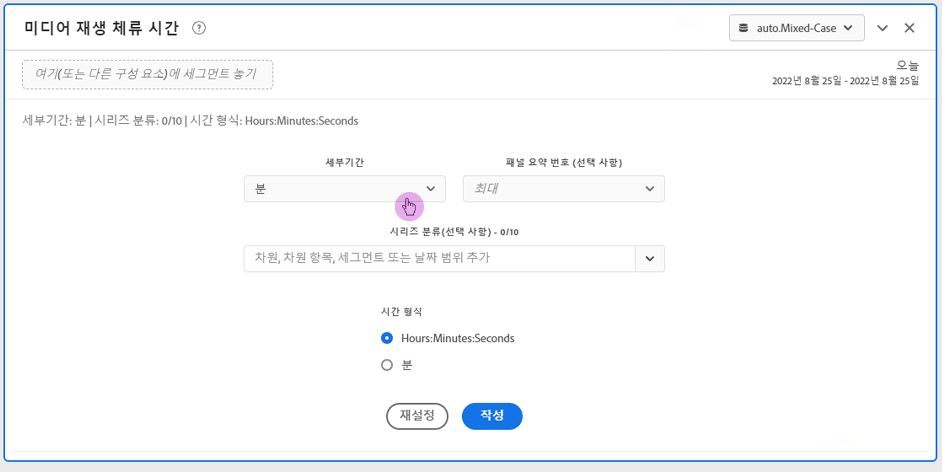 미디어 재생 체류 시간 ?
auto.Mixed-Case
여기(또는 다른 구성 요소)에 세그먼트 놓기
오늘
2022년 8월 25일 - 2022년 8월 25일
세부기간: 분 | 시리즈 분류: 0/10 | 시간 형식: Hours:Minutes:Seconds
세부기간
패널 요약 번호 (선택 사항)
분
최대
시리즈 분류(선택 사항) - 0/10
차원, 차원 항목, 세그먼트 또는 날짜 범위 추가
시간 형식
Hours:Minutes:Seconds
분
재설정
작성